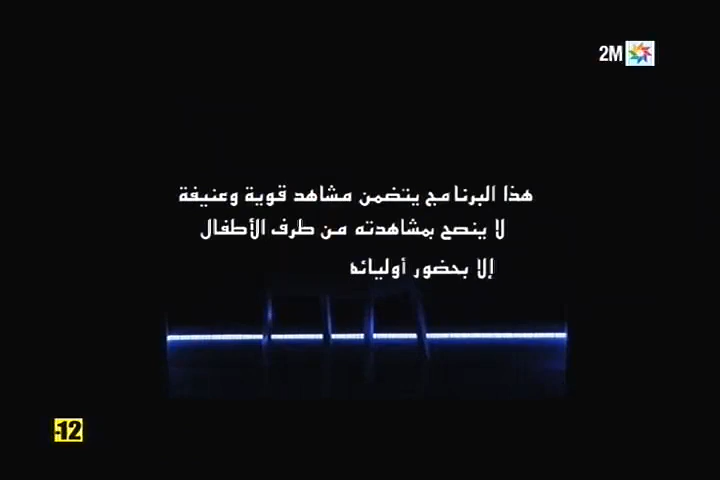 2M
هذا البرنامج يتضمن مشاهد قوية وعنيفة
لا ينصح بمشاهدته من طرف الأطفال
إلا بحضور أوليائه
-12